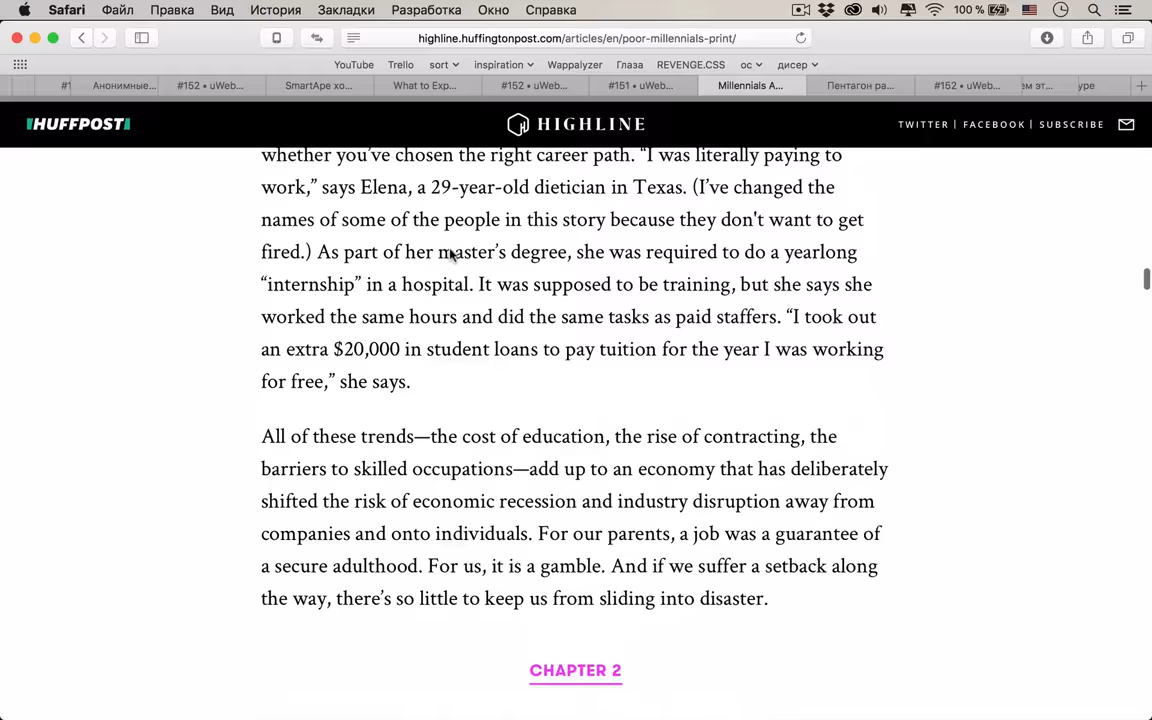 Safari Файл Правка Вид История Закладки Разработка Окно Справка 100 %
highline.huffingtonpost.com/articles/en/poor-millennials-print/
YouTube Trello sort inspiration Wappalyzer Глаза REVENGE.CSS ос дисер
#1 Анонимные... #152 • uWeb... SmartApe хо... What to Exp... #152 • uWeb... #151 • uWeb... Millennials A... Пентагон ра... #152 • uWeb... ем эт... ype
HUFFPOST HIGHLINE TWITTER | FACEBOOK | SUBSCRIBE
whether you’ve chosen the right career path. “I was literally paying to
work,” says Elena, a 29-year-old dietician in Texas. (I’ve changed the
names of some of the people in this story because they don't want to get
fired.) As part of her master’s degree, she was required to do a yearlong
“internship” in a hospital. It was supposed to be training, but she says she
worked the same hours and did the same tasks as paid staffers. “I took out
an extra $20,000 in student loans to pay tuition for the year I was working
for free,” she says.
All of these trends—the cost of education, the rise of contracting, the
barriers to skilled occupations—add up to an economy that has deliberately
shifted the risk of economic recession and industry disruption away from
companies and onto individuals. For our parents, a job was a guarantee of
a secure adulthood. For us, it is a gamble. And if we suffer a setback along
the way, there’s so little to keep us from sliding into disaster.
CHAPTER 2